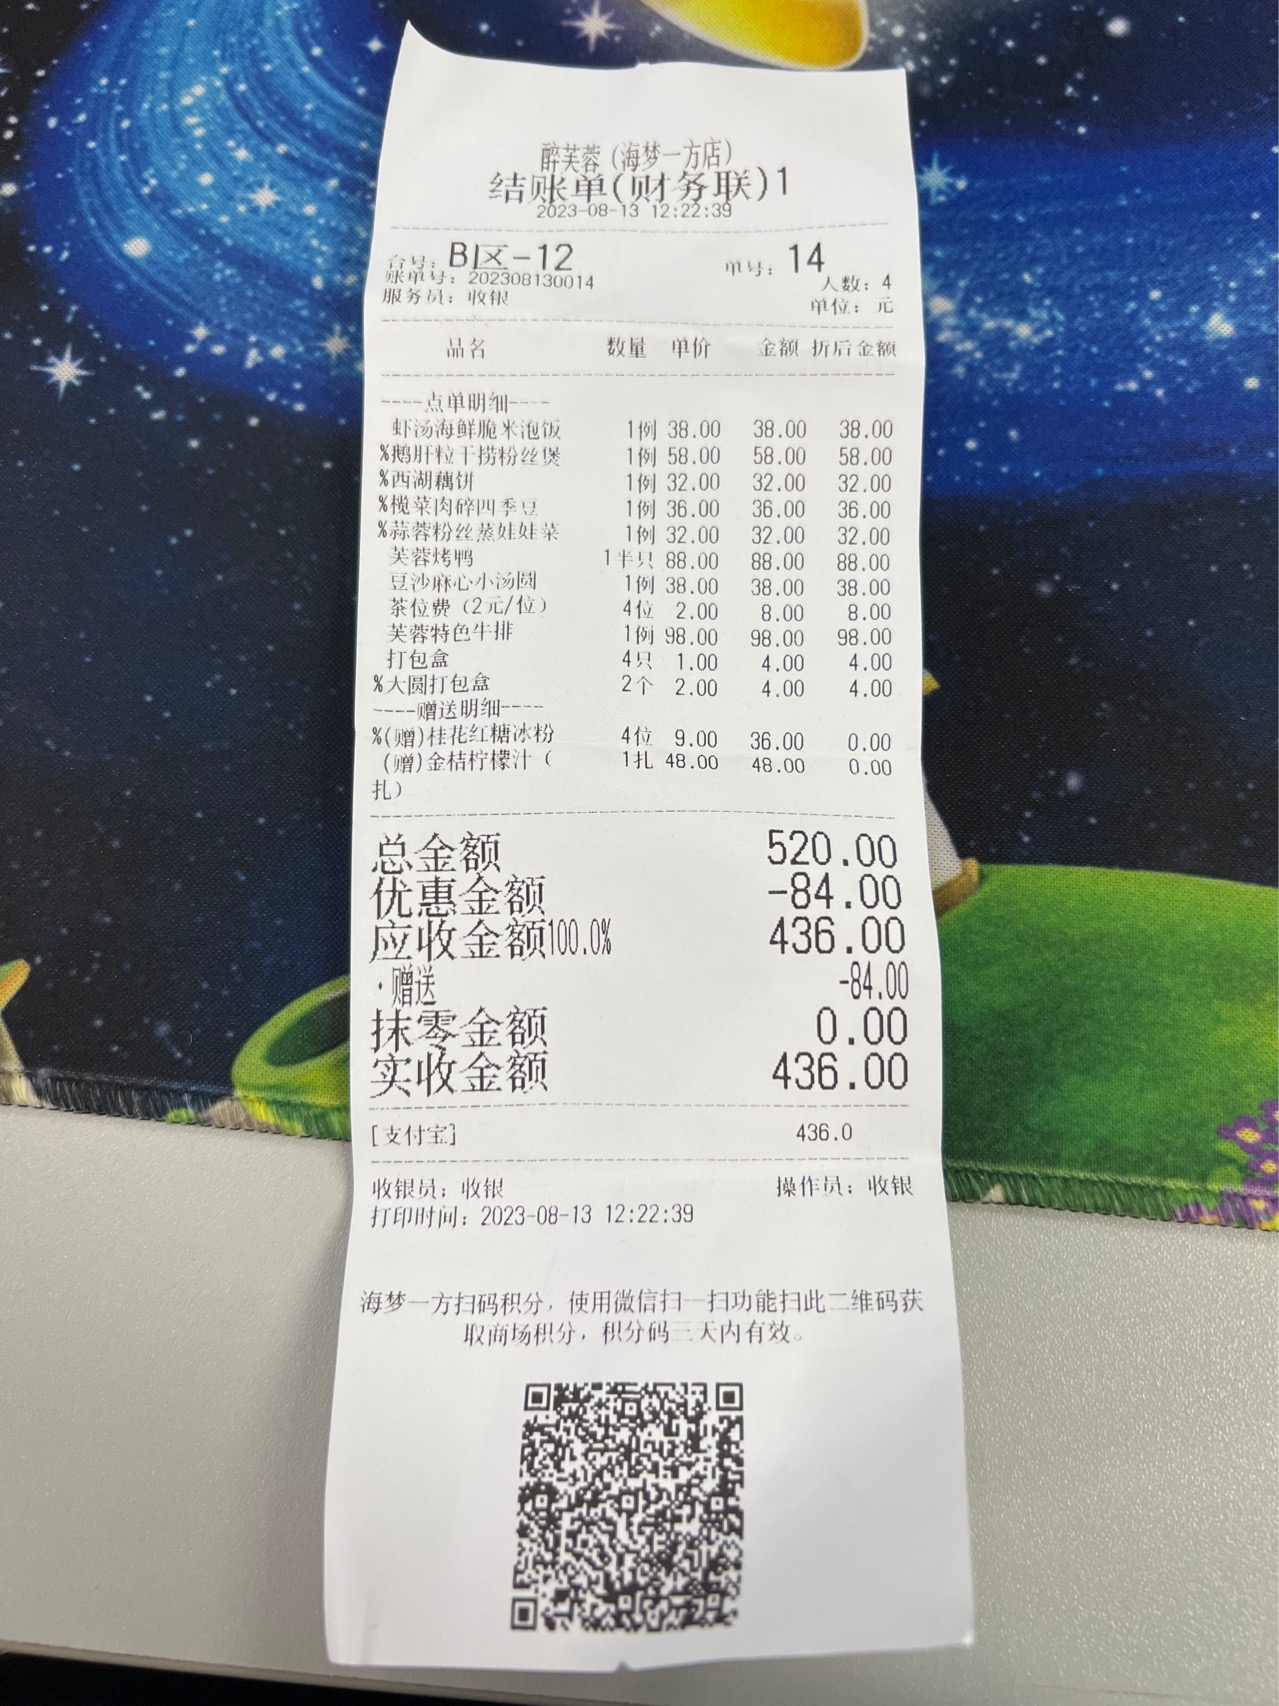 醉芙蓉（海梦一方店）
结账单(财务联)1
2023-08-13 12:22:39
台号：B区-12 单号：14
账单号：202308130014 人数：4
服务员：收银 单位：元
品名 数量 单价 金额 折后金额
----点单明细----
虾汤海鲜脆米泡饭 1例 38.00 38.00 38.00
%鹅肝粒干捞粉丝煲 1例 58.00 58.00 58.00
%西湖藕饼 1例 32.00 32.00 32.00
%榄菜肉碎四季豆 1例 36.00 36.00 36.00
%蒜蓉粉丝蒸娃娃菜 1例 32.00 32.00 32.00
芙蓉烤鸭 1半只 88.00 88.00 88.00
豆沙麻心小汤圆 1例 38.00 38.00 38.00
茶位费（2元/位） 4位 2.00 8.00 8.00
芙蓉特色牛排 1例 98.00 98.00 98.00
打包盒 4只 1.00 4.00 4.00
%大圆打包盒 2个 2.00 4.00 4.00
----赠送明细----
%(赠)桂花红糖冰粉 4位 9.00 36.00 0.00
(赠)金桔柠檬汁（ 1扎 48.00 48.00 0.00
扎）
总金额 520.00
优惠金额 -84.00
应收金额100.0% 436.00
·赠送 -84.00
抹零金额 0.00
实收金额 436.00
[支付宝] 436.0
收银员：收银 操作员：收银
打印时间：2023-08-13 12:22:39
海梦一方扫码积分，使用微信扫一扫功能扫此二维码获
取商场积分，积分码三天内有效。